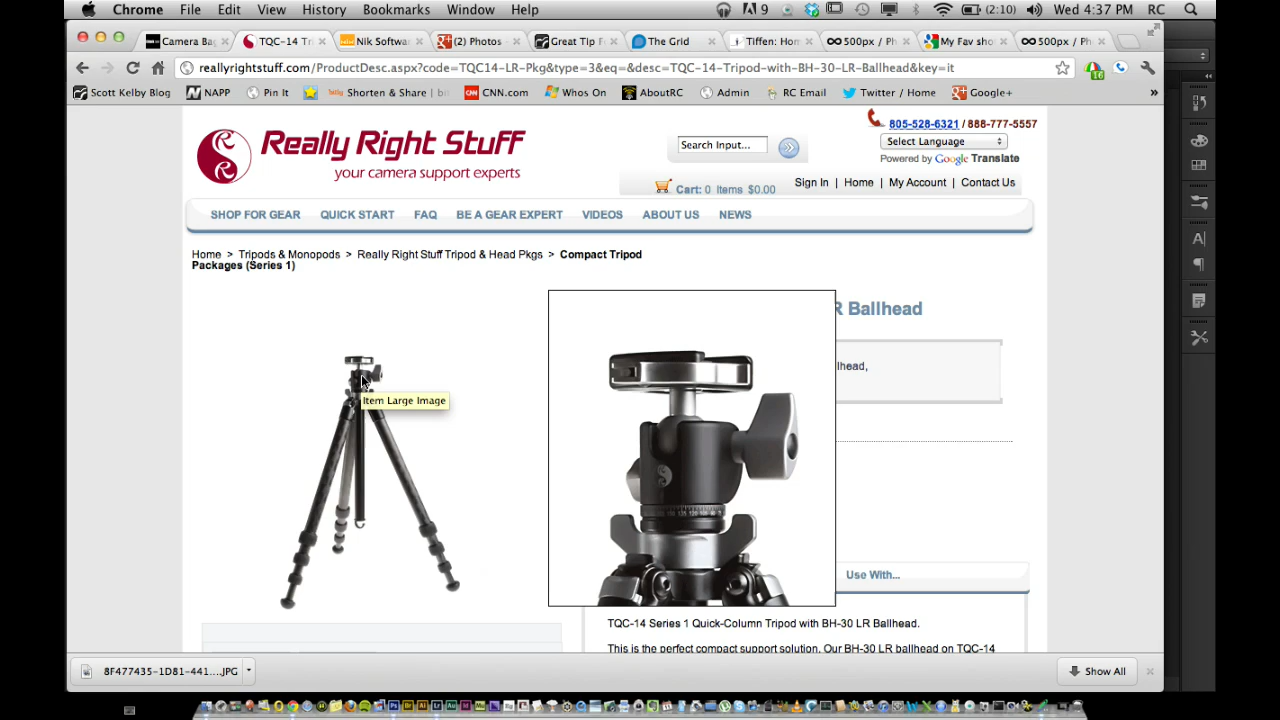 Chrome File Edit View History Bookmarks Window Help 9 (2:10) Wed 4:37 PM RC
Camera Ba TQC-14 Tri Nik Softwa (2) Photos Great Tip F The Grid Tiffen: Hom 500px / Ph My Fav sho 500px / Ph
reallyrightstuff.com/ProductDesc.aspx?code=TQC14-LR-Pkg&type=3&eq=&desc=TQC-14-Tripod-with-BH-30-LR-Ballhead&key=it
Scott Kelby Blog NAPP Pin It Shorten & Share | bi CNN.com Whos On AboutRC Admin RC Email Twitter / Home Google+ »
Really Right Stuff
your camera support experts
805-528-6321 / 888-777-5557
Search Input...
Select Language
Powered by Google Translate
Cart: 0 Items $0.00
Sign In | Home | My Account | Contact Us
SHOP FOR GEAR QUICK START FAQ BE A GEAR EXPERT VIDEOS ABOUT US NEWS
Home > Tripods & Monopods > Really Right Stuff Tripod & Head Pkgs > Compact Tripod
Packages (Series 1)
R Ballhead
lhead,
Item Large Image
Use With...
TQC-14 Series 1 Quick-Column Tripod with BH-30 LR Ballhead.
This is the perfect compact support solution. Our BH-30 LR ballhead on TQC-14
8F477435-1D81-441....JPG
Show All